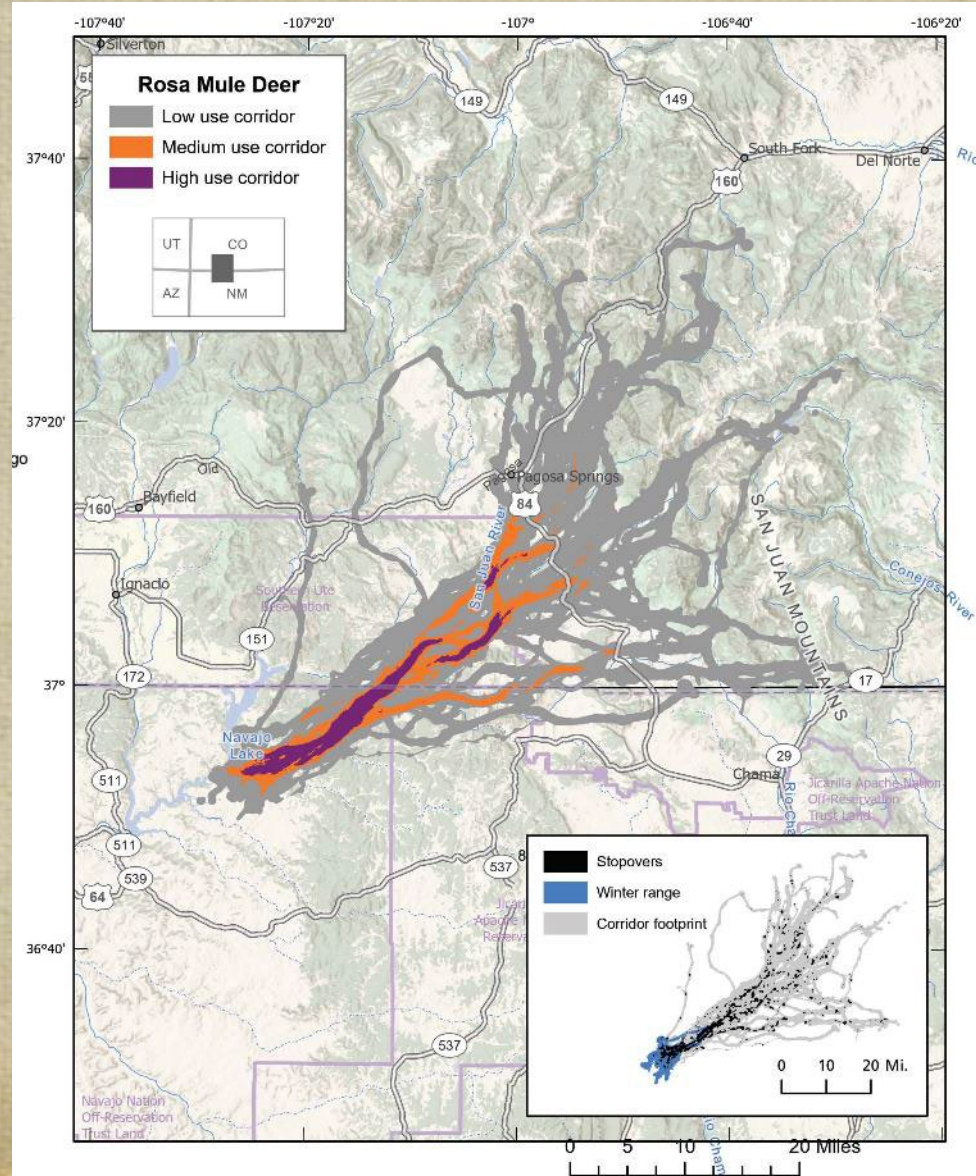 -107°40'
-107°20'
-107°
-106°40'
-106°20'
Silverton
149
149
Rosa Mule Deer
Low use corridor
Medium use corridor
High use corridor
UT
CO
AZ
NM
37°40'
South Fork
Del Norte
160
37°20'
go
Old
Pagosa
Pagosa Springs
Bayfield
160
84
San Juan River
SAN JUAN MOUNTAINS
Conejos River
Ignacio
Southern Ute
Reservation
151
172
37°
17
Navajo
Lake
511
29
Chama
Jicarilla Apache Nation
Off-Reservation
Trust Land
511
539
64
537
Stopovers
Winter range
Corridor footprint
36°40'
537
0 10 20 Mi.
Navajo Nation
Off-Reservation
Trust Land
0 5 10 20 Miles